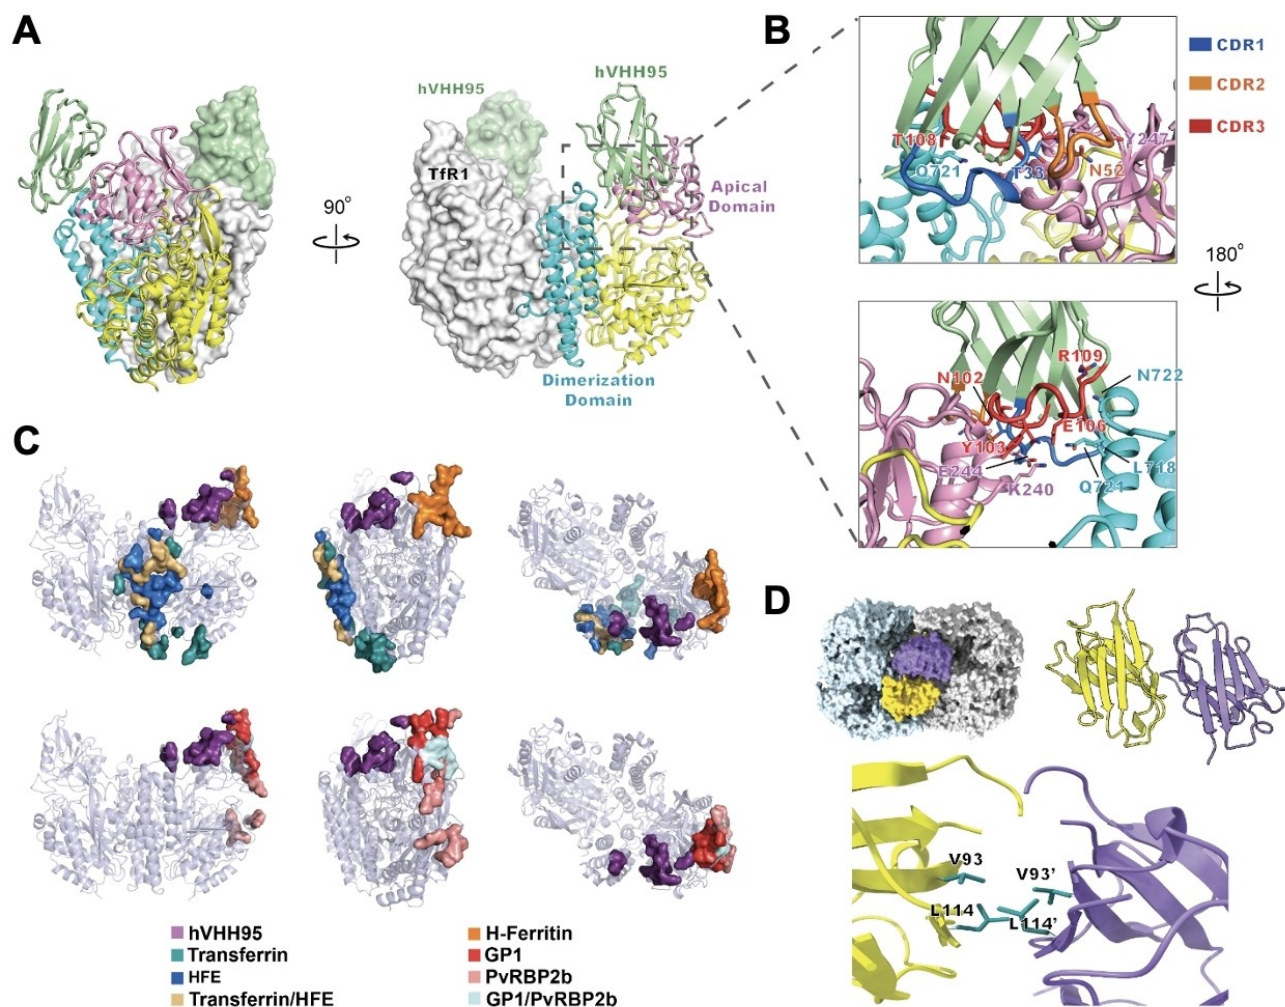 A
hVHH95
hVHH95
TfR1
Apical
Domain
90°
Dimerization
Domain
B
CDR1
CDR2
CDR3
T108
Y247
Q721
T33
N52
180°
R109
N102
N722
E106
Y103
E244
L718
K240
Q721
C
hVHH95
Transferrin
HFE
Transferrin/HFE
H-Ferritin
GP1
PvRBP2b
GP1/PvRBP2b
D
V93
V93'
L114
L114'